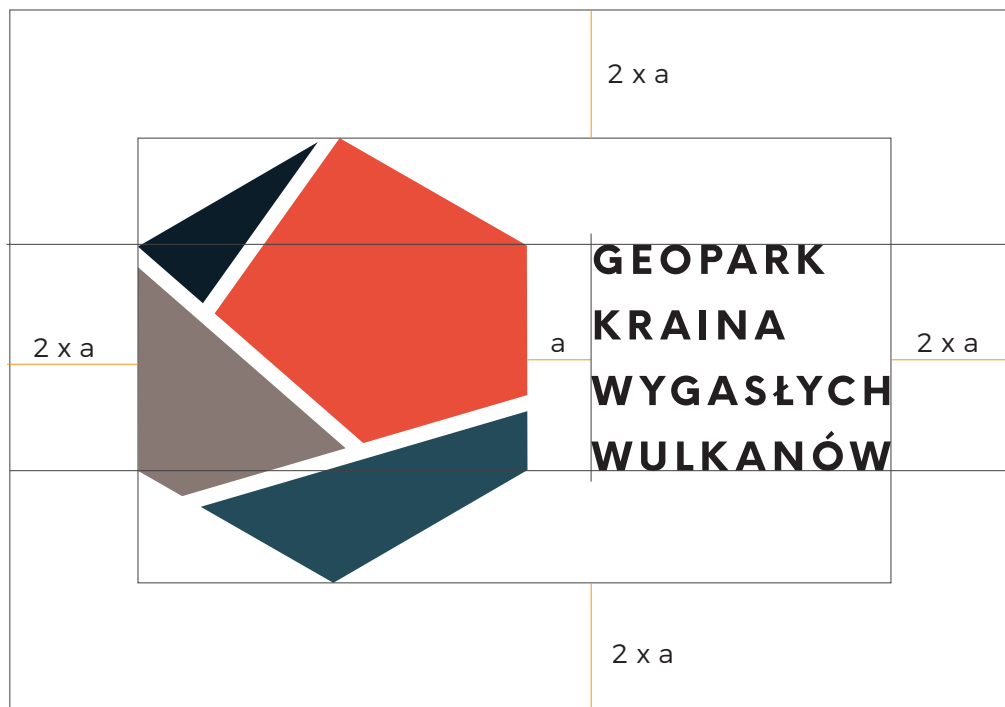 2 x a
GEOPARK
KRAINA
2 x a
a
2 x a
WYGASŁYCH
WULKANÓW
2 x a